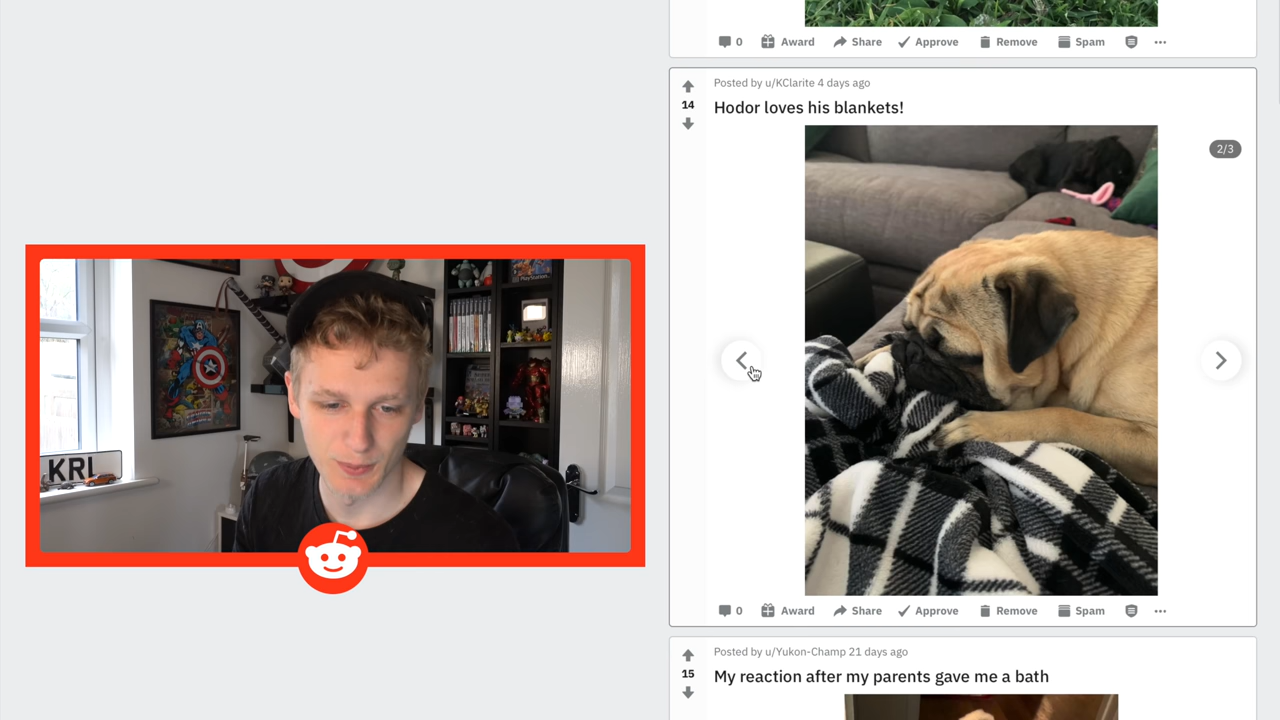 0 Award Share Approve Remove Spam
Posted by u/KClarite 4 days ago
14
Hodor loves his blankets!
2/3
KRL
0 Award Share Approve Remove Spam
Posted by u/Yukon-Champ 21 days ago
15
My reaction after my parents gave me a bath